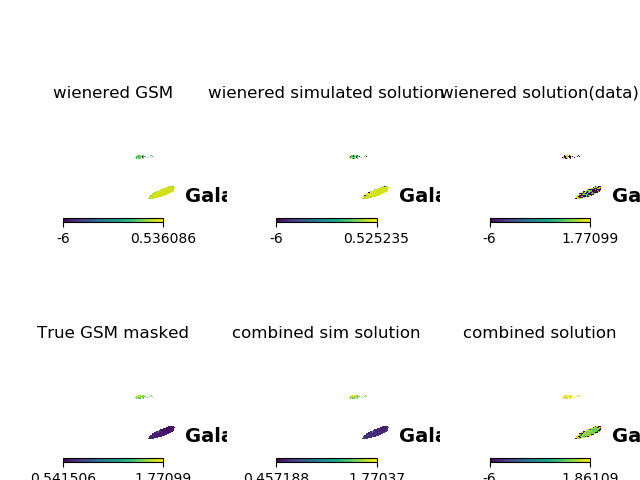 wienered GSM wienered simulated solution wienered solution(data)
Gala Gala Ga
-6 0.536086 -6 0.525235 -6 1.77099
True GSM masked combined sim solution combined solution
Gala Gala Ga
0.541506 1.77099 0.457188 1.77037 -6 1.86109